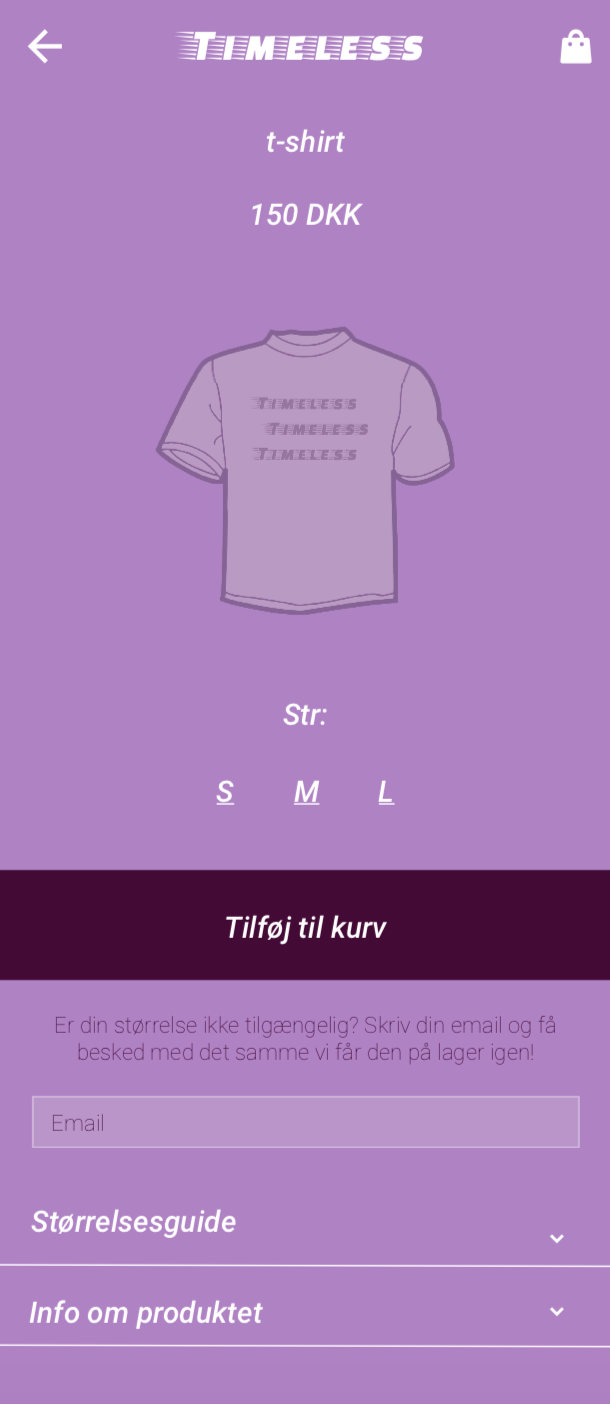 TIMELESS
t-shirt
150 DKK
TIMELESS
TIMELESS
TIMELESS
Str:
S M L
Tilføj til kurv
Er din størrelse ikke tilgængelig? Skriv din email og få
besked med det samme vi får den på lager igen!
Email
Størrelsesguide
Info om produktet